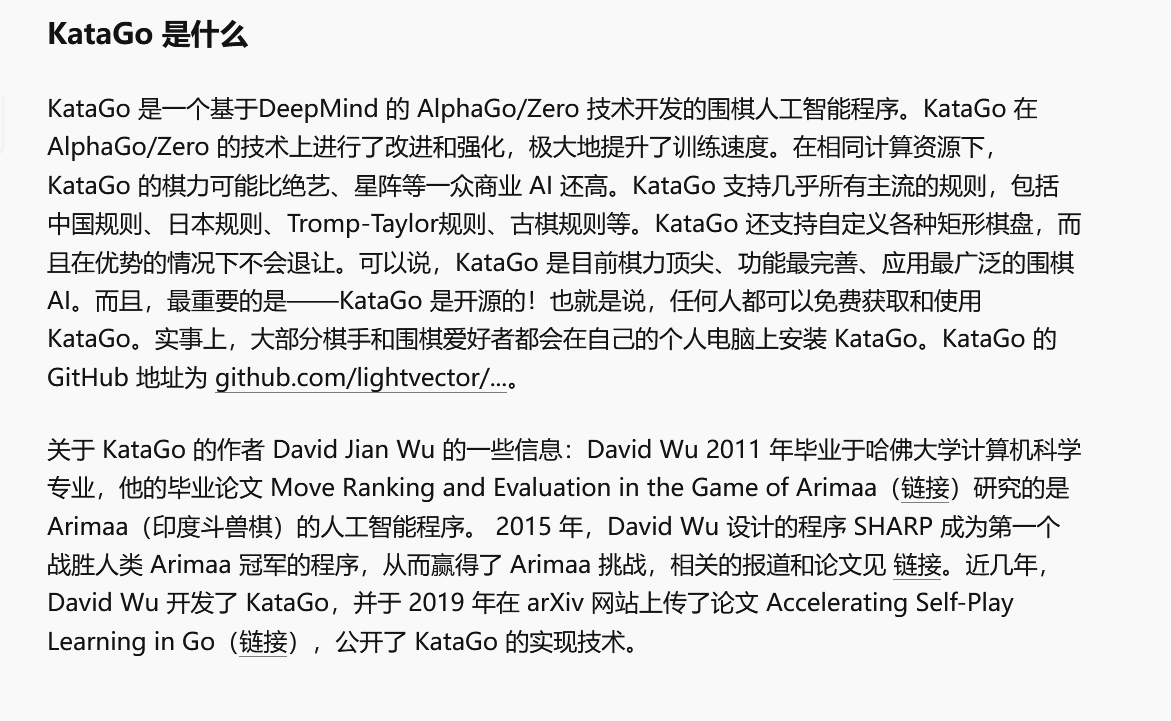 KataGo 是什么
KataGo 是一个基于DeepMind 的 AlphaGo/Zero 技术开发的围棋人工智能程序。KataGo 在
AlphaGo/Zero 的技术上进行了改进和强化，极大地提升了训练速度。在相同计算资源下，
KataGo 的棋力可能比绝艺、星阵等一众商业 AI 还高。KataGo 支持几乎所有主流的规则，包括
中国规则、日本规则、Tromp-Taylor规则、古棋规则等。KataGo 还支持自定义各种矩形棋盘，而
且在优势的情况下不会退让。可以说，KataGo 是目前棋力顶尖、功能最完善、应用最广泛的围棋
AI。而且，最重要的是——KataGo 是开源的！也就是说，任何人都可以免费获取和使用
KataGo。实事上，大部分棋手和围棋爱好者都会在自己的个人电脑上安装 KataGo。KataGo 的
GitHub 地址为 github.com/lightvector/...。
关于 KataGo 的作者 David Jian Wu 的一些信息：David Wu 2011 年毕业于哈佛大学计算机科学
专业，他的毕业论文 Move Ranking and Evaluation in the Game of Arimaa（链接）研究的是
Arimaa（印度斗兽棋）的人工智能程序。 2015 年，David Wu 设计的程序 SHARP 成为第一个
战胜人类 Arimaa 冠军的程序，从而赢得了 Arimaa 挑战，相关的报道和论文见 链接。近几年，
David Wu 开发了 KataGo，并于 2019 年在 arXiv 网站上传了论文 Accelerating Self-Play
Learning in Go（链接），公开了 KataGo 的实现技术。